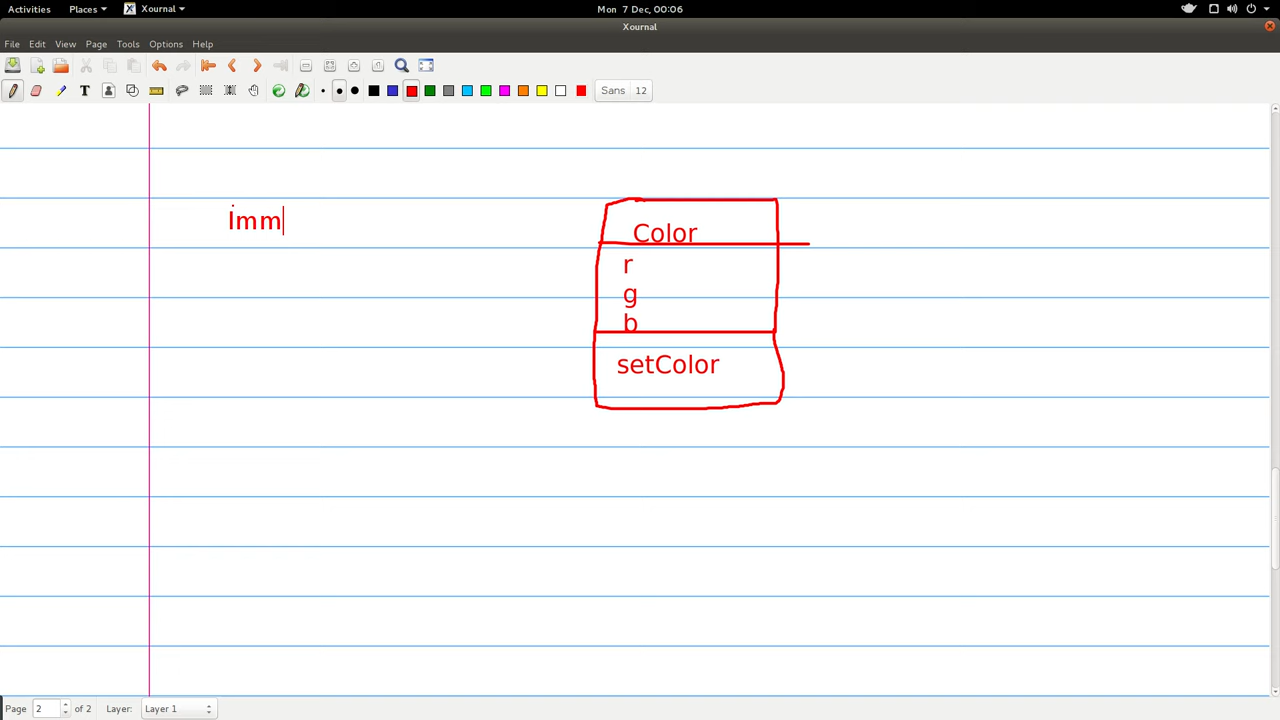 Activities Places Xournal Mon 7 Dec, 00:06
Xournal
File Edit View Page Tools Options Help
Sans 12
Imm
Color
r
g
b
setColor
Page 2 of 2 Layer: Layer 1